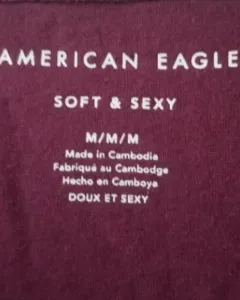 AMERICAN EAGLE
SOFT & SEXY
M/M/M
Made in Cambodia
Fabriqué au Cambodge
Hecho en Camboya
DOUX ET SEXY